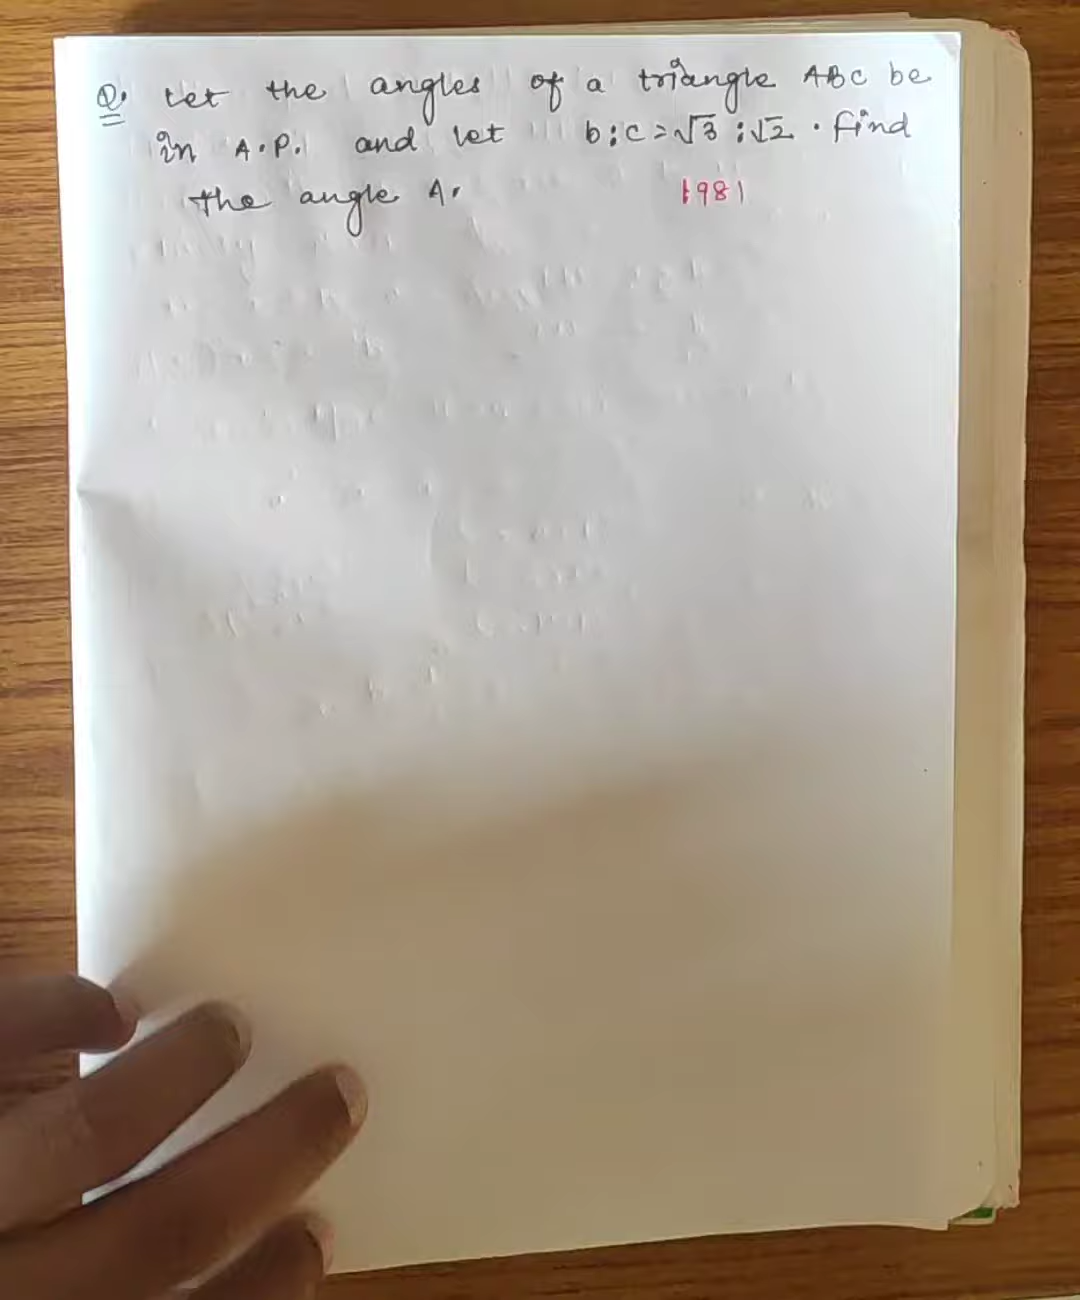 Q. Let the angles of a triangle ABC be
in A.P. and let b:c=√3:√2. find
the angle A.
1981